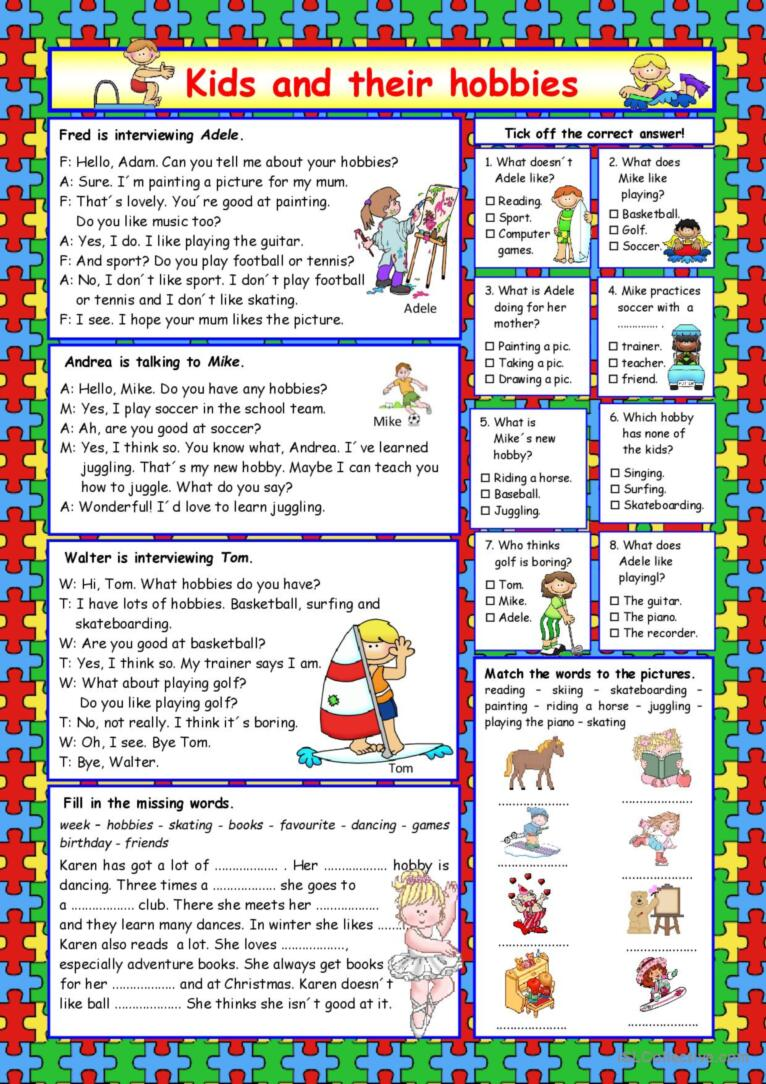 Kids and their hobbies
Fred is interviewing Adele.
F: Hello, Adam. Can you tell me about your hobbies?
A: Sure. I´m painting a picture for my mum.
F: That´s lovely. You´re good at painting.
Do you like music too?
A: Yes, I do. I like playing the guitar.
F: And sport? Do you play football or tennis?
A: No, I don´t like sport. I don´t play football
or tennis and I don´t like skating.
F: I see. I hope your mum likes the picture.
Adele
Andrea is talking to Mike.
A: Hello, Mike. Do you have any hobbies?
M: Yes, I play soccer in the school team.
A: Ah, are you good at soccer?
M: Yes, I think so. You know what, Andrea. I´ve learned
juggling. That´s my new hobby. Maybe I can teach you
how to juggle. What do you say?
A: Wonderful! I´d love to learn juggling.
Mike
Walter is interviewing Tom.
W: Hi, Tom. What hobbies do you have?
T: I have lots of hobbies. Basketball, surfing and
skateboarding.
W: Are you good at basketball?
T: Yes, I think so. My trainer says I am.
W: What about playing golf?
Do you like playing golf?
T: No, not really. I think it´s boring.
W: Oh, I see. Bye Tom.
T: Bye, Walter.
Tom
Fill in the missing words.
week – hobbies - skating - books - favourite - dancing - games
birthday - friends
Karen has got a lot of .................. . Her .................. hobby is
dancing. Three times a .................. she goes to
a .................. club. There she meets her ..................
and they learn many dances. In winter she likes ........
Karen also reads a lot. She loves ..................,
especially adventure books. She always get books
for her .................. and at Christmas. Karen doesn´t
like ball .................. She thinks she isn´t good at it.
Tick off the correct answer!
1. What doesn´t
Adele like?
☐ Reading.
☐ Sport.
☐ Computer
games.
2. What does
Mike like
playing?
☐ Basketball.
☐ Golf.
☐ Soccer.
3. What is Adele
doing for her
mother?
☐ Painting a pic.
☐ Taking a pic.
☐ Drawing a pic.
4. Mike practices
soccer with a
.............. .
☐ trainer.
☐ teacher.
☐ friend.
5. What is
Mike´s new
hobby?
☐ Riding a horse.
☐ Baseball.
☐ Juggling.
6. Which hobby
has none of
the kids?
☐ Singing.
☐ Surfing.
☐ Skateboarding.
7. Who thinks
golf is boring?
☐ Tom.
☐ Mike.
☐ Adele.
8. What does
Adele like
playingl?
☐ The guitar.
☐ The piano.
☐ The recorder.
Match the words to the pictures.
reading – skiing – skateboarding –
painting – riding a horse – juggling –
playing the piano – skating